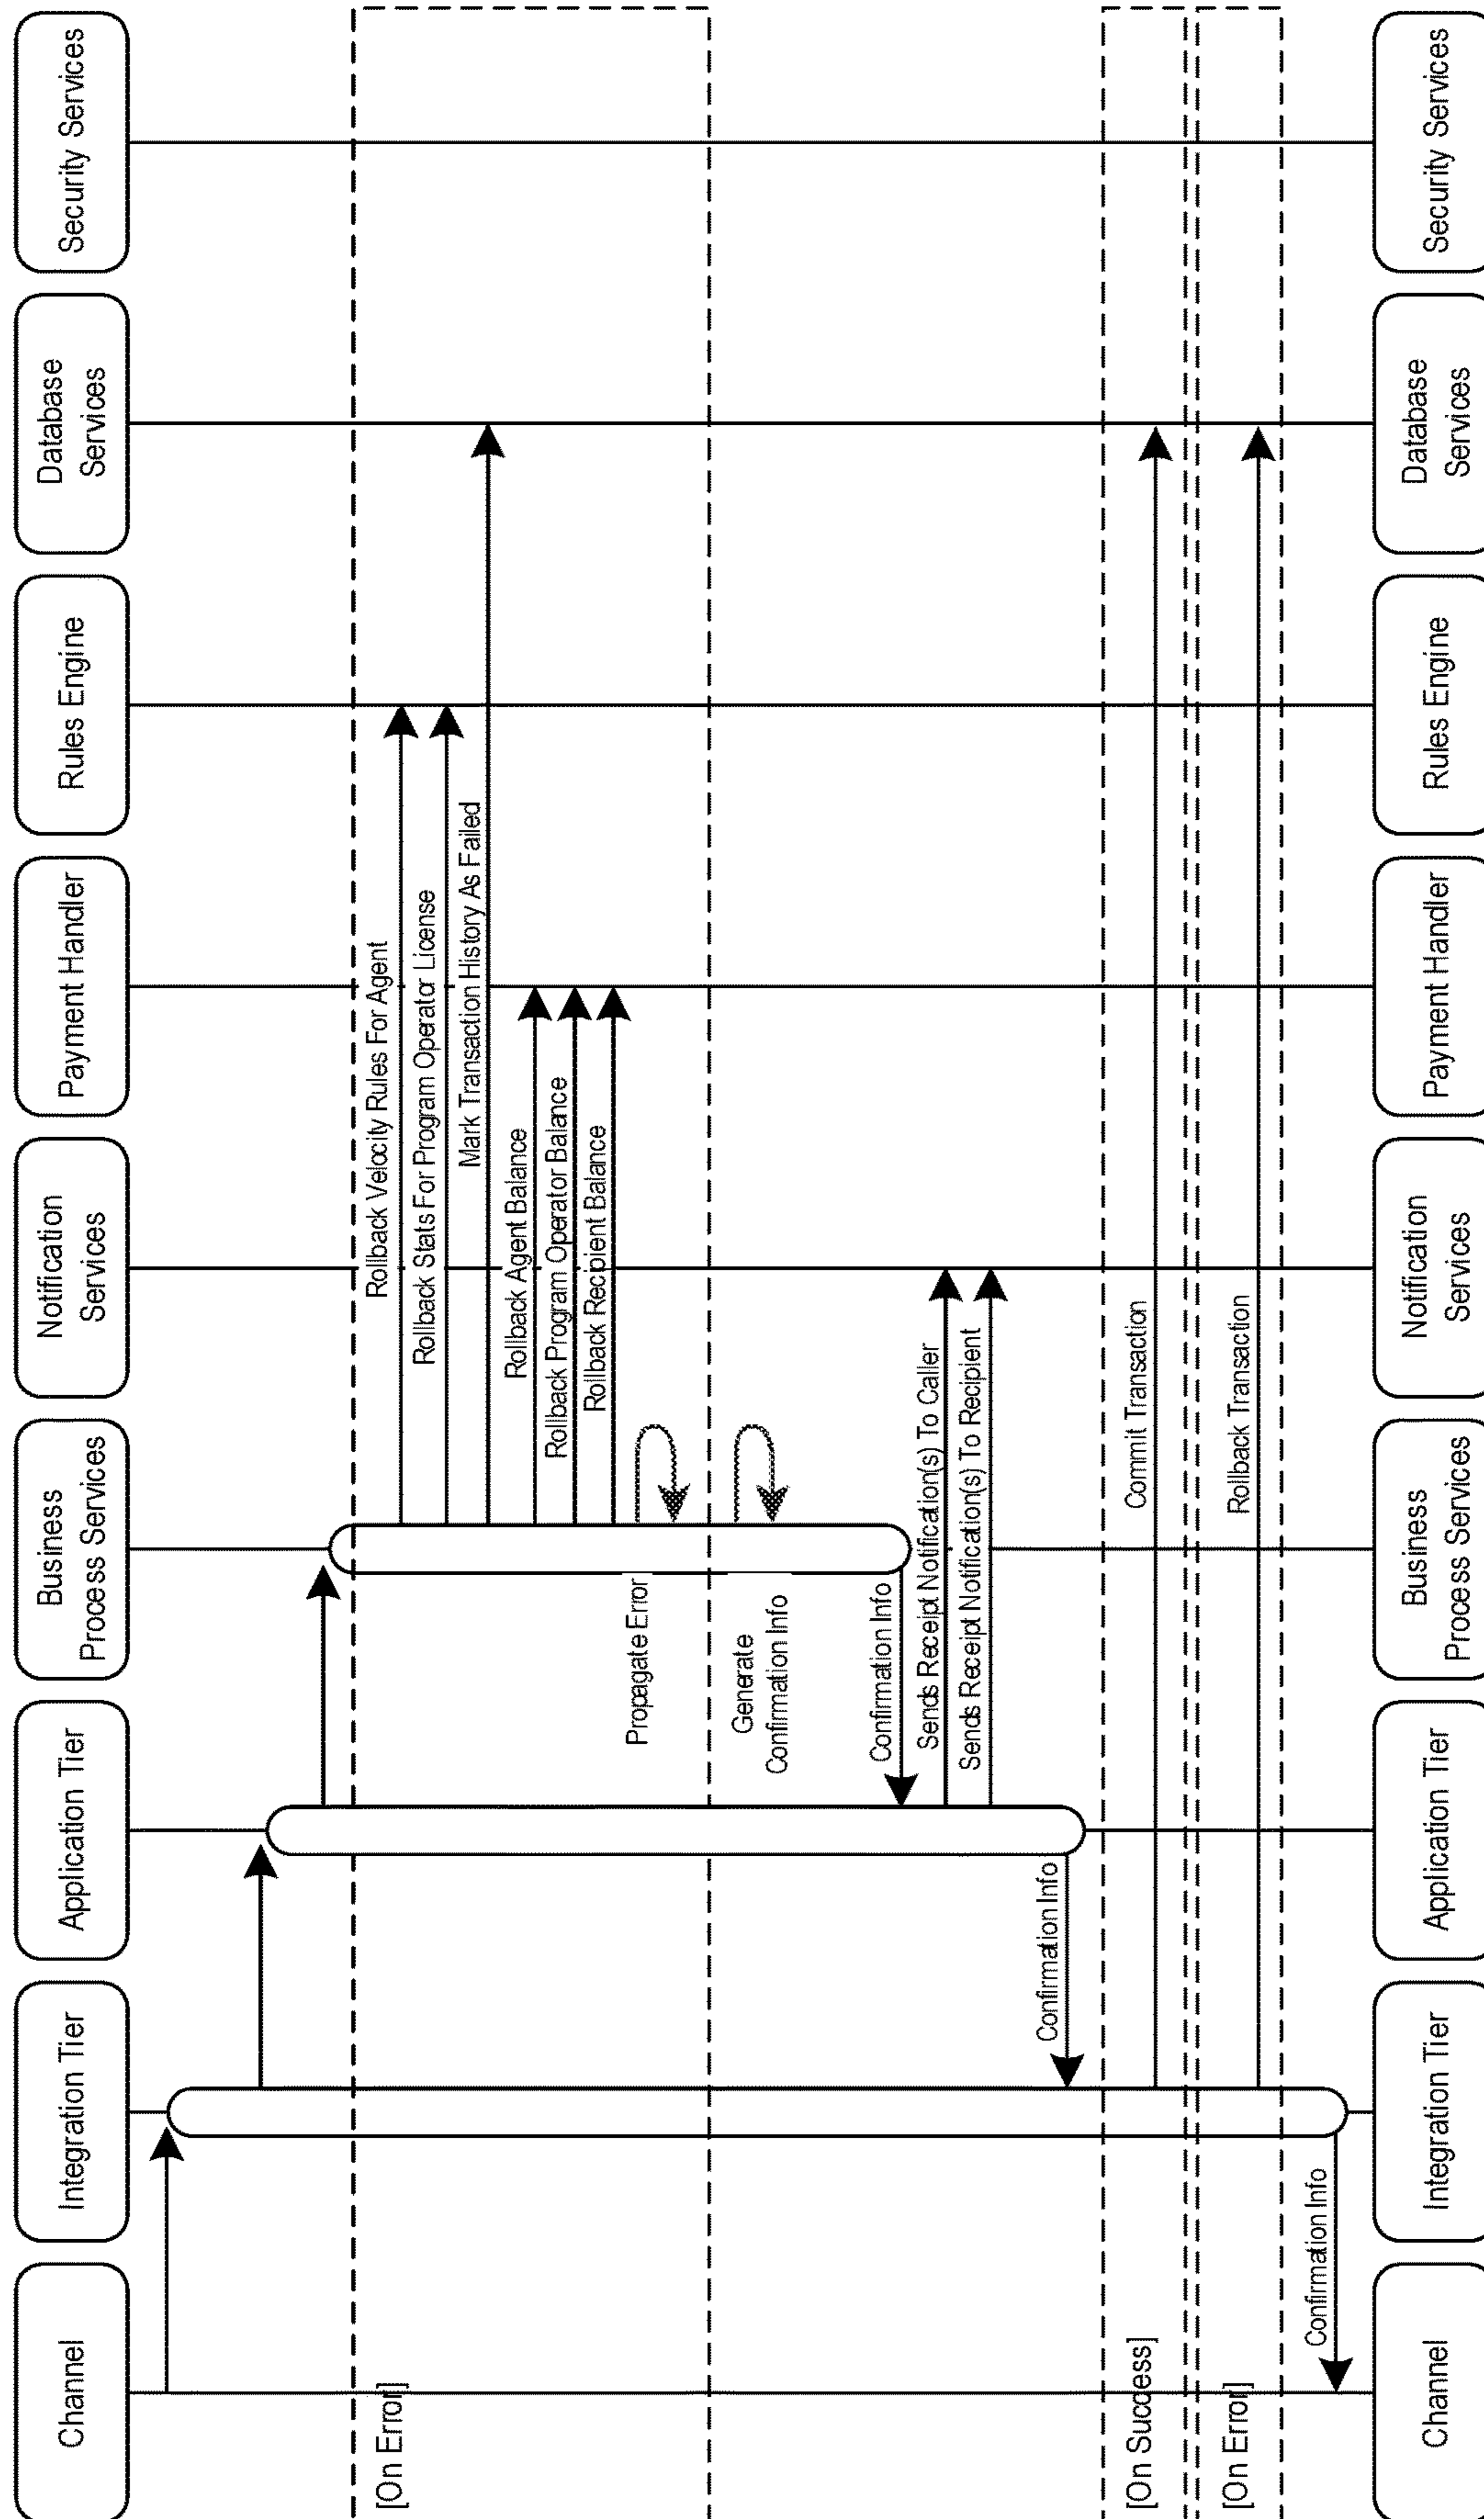 Channel
Integration Tier
Application Tier
Business
Process Services
Notification
Services
Payment Handler
Rules Engine
Database
Services
Security Services
[On Error]
Rollback Velocity Rules For Agent
Rollback Stats For Program Operator License
Mark Transaction History As Failed
Rollback Agent Balance
Rollback Program Operator Balance
Rollback Recipient Balance
Propagate Error
Generate
Confirmation Info
Confirmation Info
Sends Receipt Notification(s) To Caller
Sends Receipt Notification(s) To Recipient
Confirmation Info
[On Success]
Commit Transaction
[On Error]
Rollback Transaction
Confirmation Info
Channel
Integration Tier
Application Tier
Business
Process Services
Notification
Services
Payment Handler
Rules Engine
Database
Services
Security Services